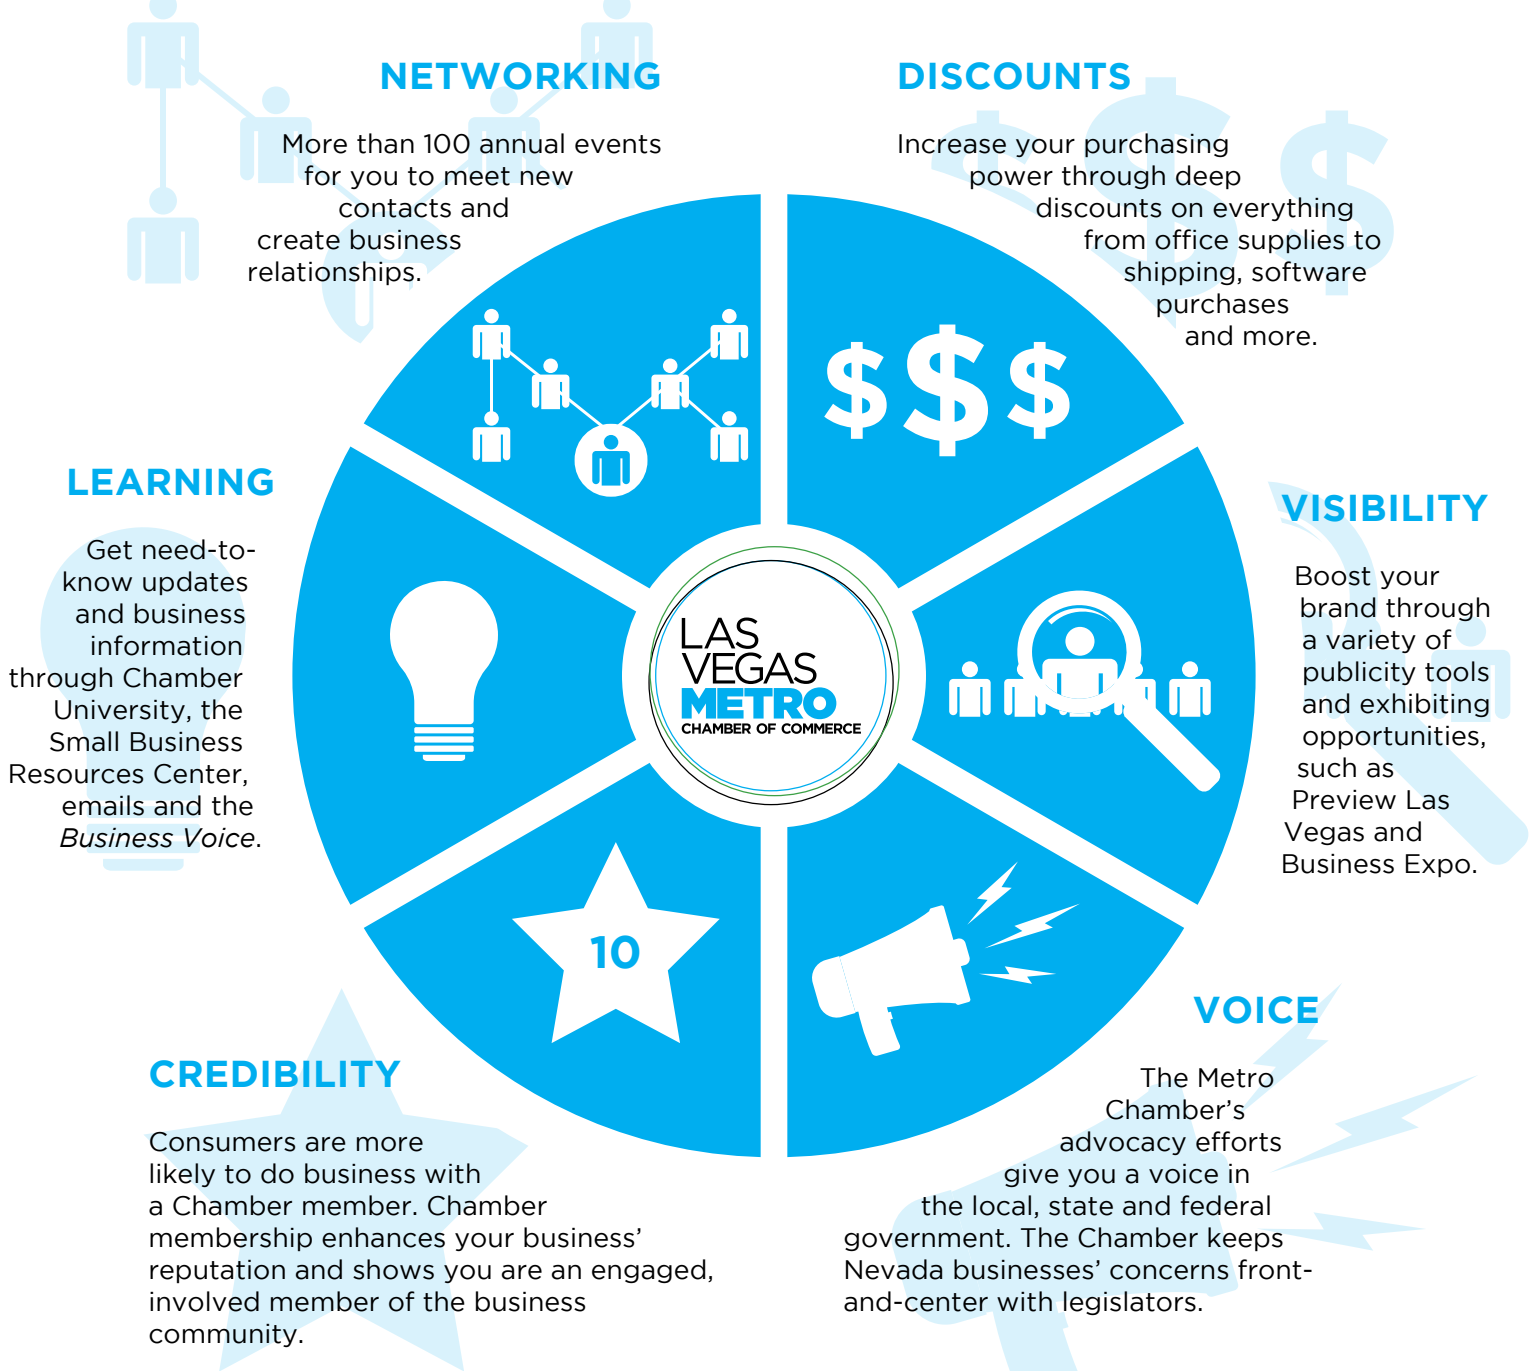 NETWORKING
More than 100 annual events
for you to meet new
contacts and
create business
relationships.
DISCOUNTS
Increase your purchasing
power through deep
discounts on everything
from office supplies to
shipping, software
purchases
and more.
$$$
LEARNING
Get need-to-
know updates
and business
information
through Chamber
University, the
Small Business
Resources Center,
emails and the
Business Voice.
LAS
VEGAS
METRO
CHAMBER OF COMMERCE
VISIBILITY
Boost your
brand through
a variety of
publicity tools
and exhibiting
opportunities,
such as
Preview Las
Vegas and
Business Expo.
10
CREDIBILITY
Consumers are more
likely to do business with
a Chamber member. Chamber
membership enhances your business’
reputation and shows you are an engaged,
involved member of the business
community.
VOICE
The Metro
Chamber’s
advocacy efforts
give you a voice in
the local, state and federal
government. The Chamber keeps
Nevada businesses’ concerns front-
and-center with legislators.